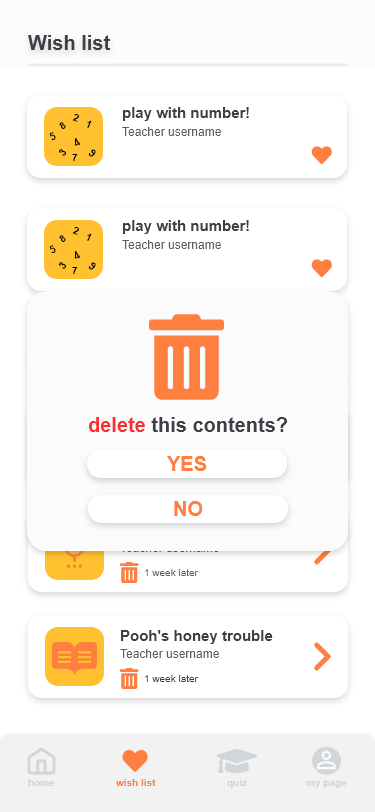 Wish list
play with number!
Teacher username
2
8
1
5
4
3
7
9
play with number!
Teacher username
2
8
1
5
4
3
7
9
delete this contents?
YES
NO
Teacher username
1 week later
Pooh's honey trouble
Teacher username
1 week later
home
wish list
quiz
my page